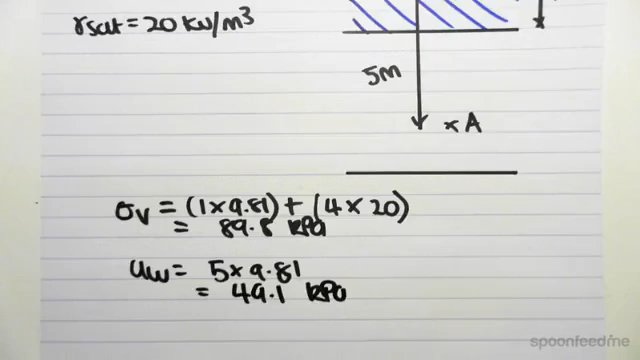 γsat = 20 kN/m³
5m
x A
σv = (1 x 9.81) + (4 x 20)
= 89.8 kPa
uw = 5 x 9.81
= 49.1 kPa
spoonfeedme